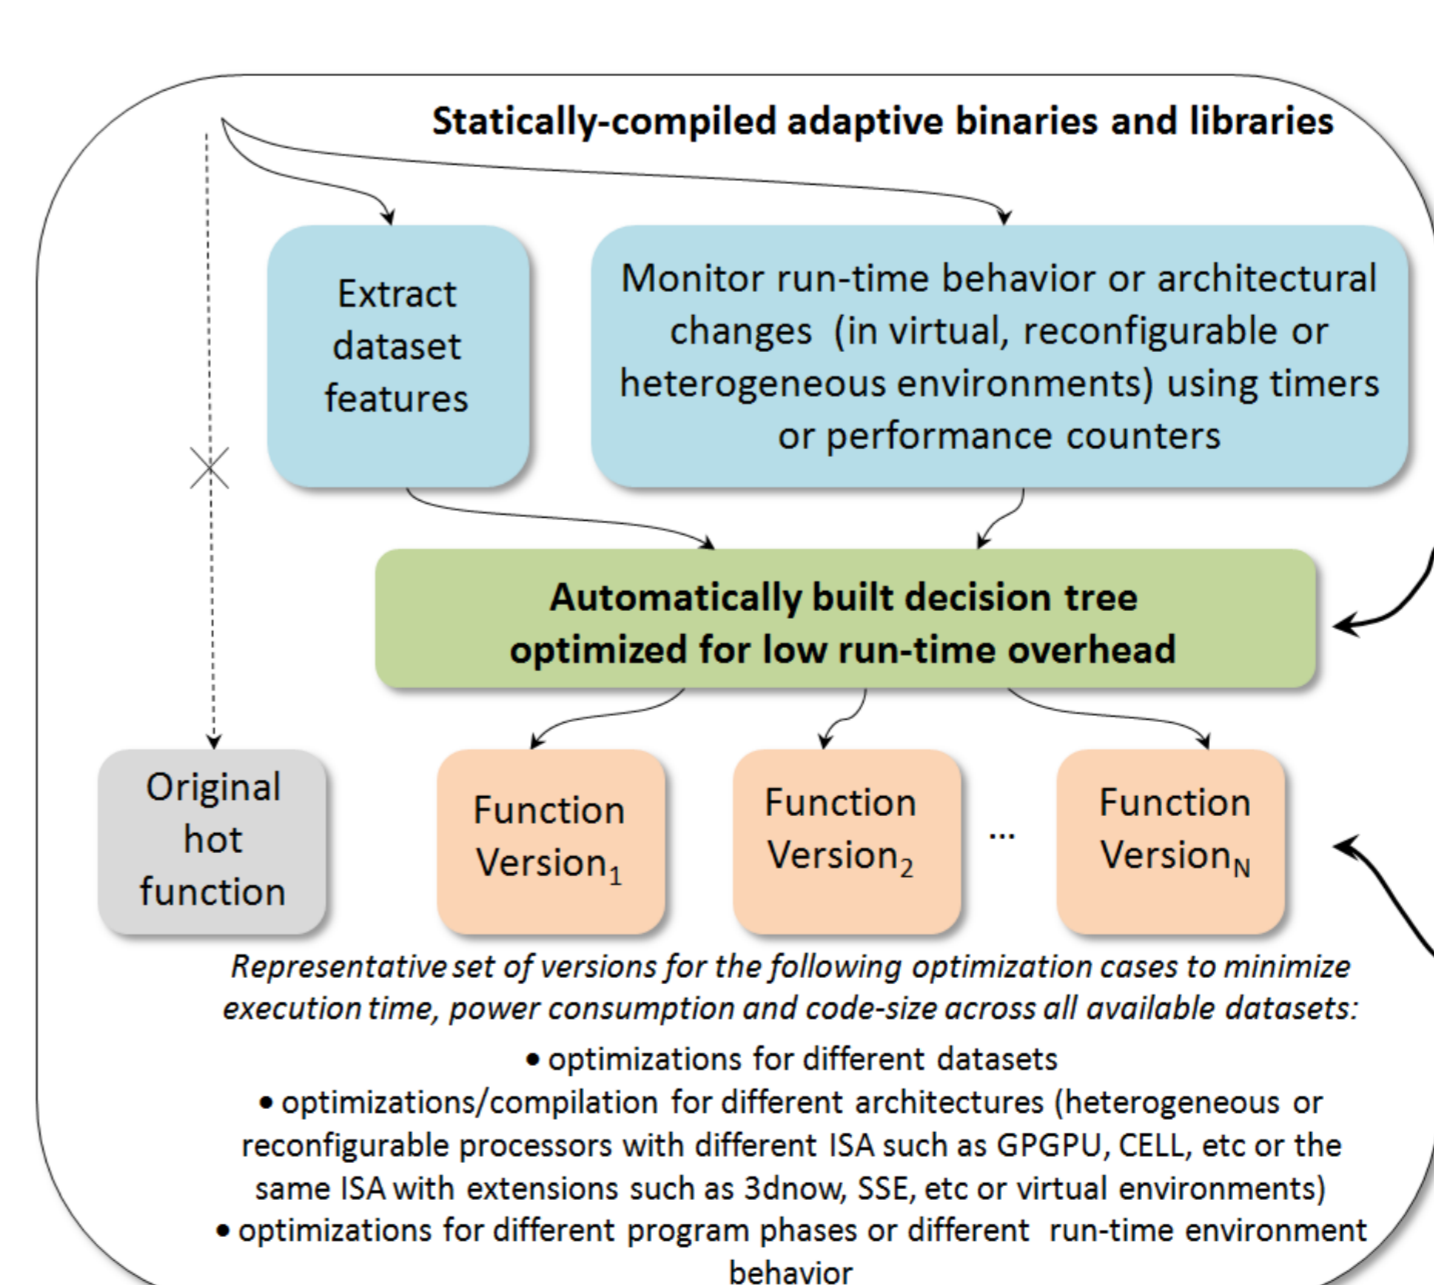 Statically-compiled adaptive binaries and libraries
Extract
dataset
features
Monitor run-time behavior or architectural
changes (in virtual, reconfigurable or
heterogeneous environments) using timers
or performance counters
Automatically built decision tree
optimized for low run-time overhead
Original
hot
function
Function
Version1
Function
Version2
...
Function
VersionN
Representative set of versions for the following optimization cases to minimize
execution time, power consumption and code-size across all available datasets:
• optimizations for different datasets
• optimizations/compilation for different architectures (heterogeneous or
reconfigurable processors with different ISA such as GPGPU, CELL, etc or the
same ISA with extensions such as 3dnow, SSE, etc or virtual environments)
• optimizations for different program phases or different run-time environment
behavior